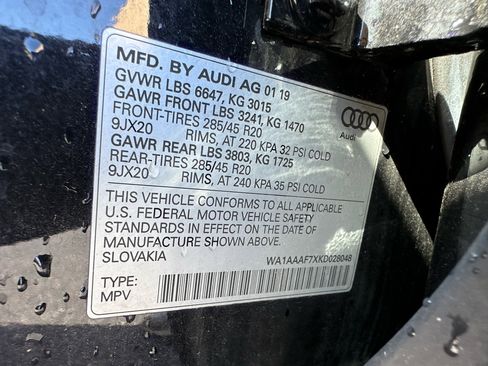 MFD. BY AUDI AG 01 19
GVWR LBS 6647, KG 3015
GAWR FRONT LBS 3241, KG 1470
FRONT-TIRES 285/45 R20
9JX20 RIMS, AT 220 KPA 32 PSI COLD
GAWR REAR LBS 3803, KG 1725
REAR-TIRES 285/45 R20
9JX20 RIMS, AT 240 KPA 35 PSI COLD
Audi
THIS VEHICLE CONFORMS TO ALL APPLICABLE
U.S. FEDERAL MOTOR VEHICLE SAFETY
STANDARDS IN EFFECT ON THE DATE OF
MANUFACTURE SHOWN ABOVE.
SLOVAKIA WA1AAAF7XKD028048
TYPE:
MPV